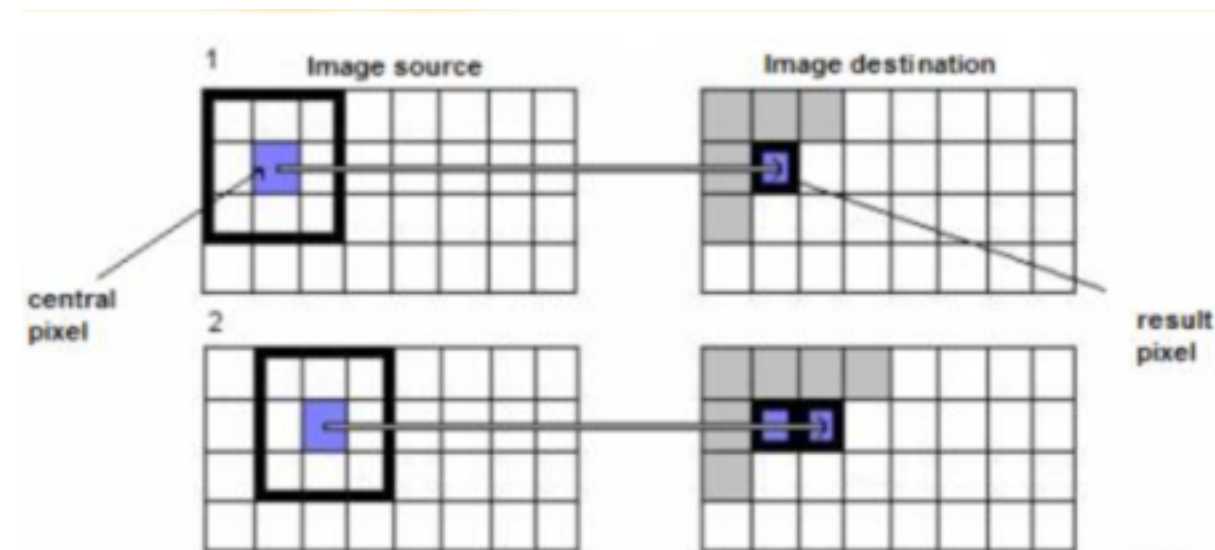 1
Image source
Image destination
central
pixel
result
pixel
2